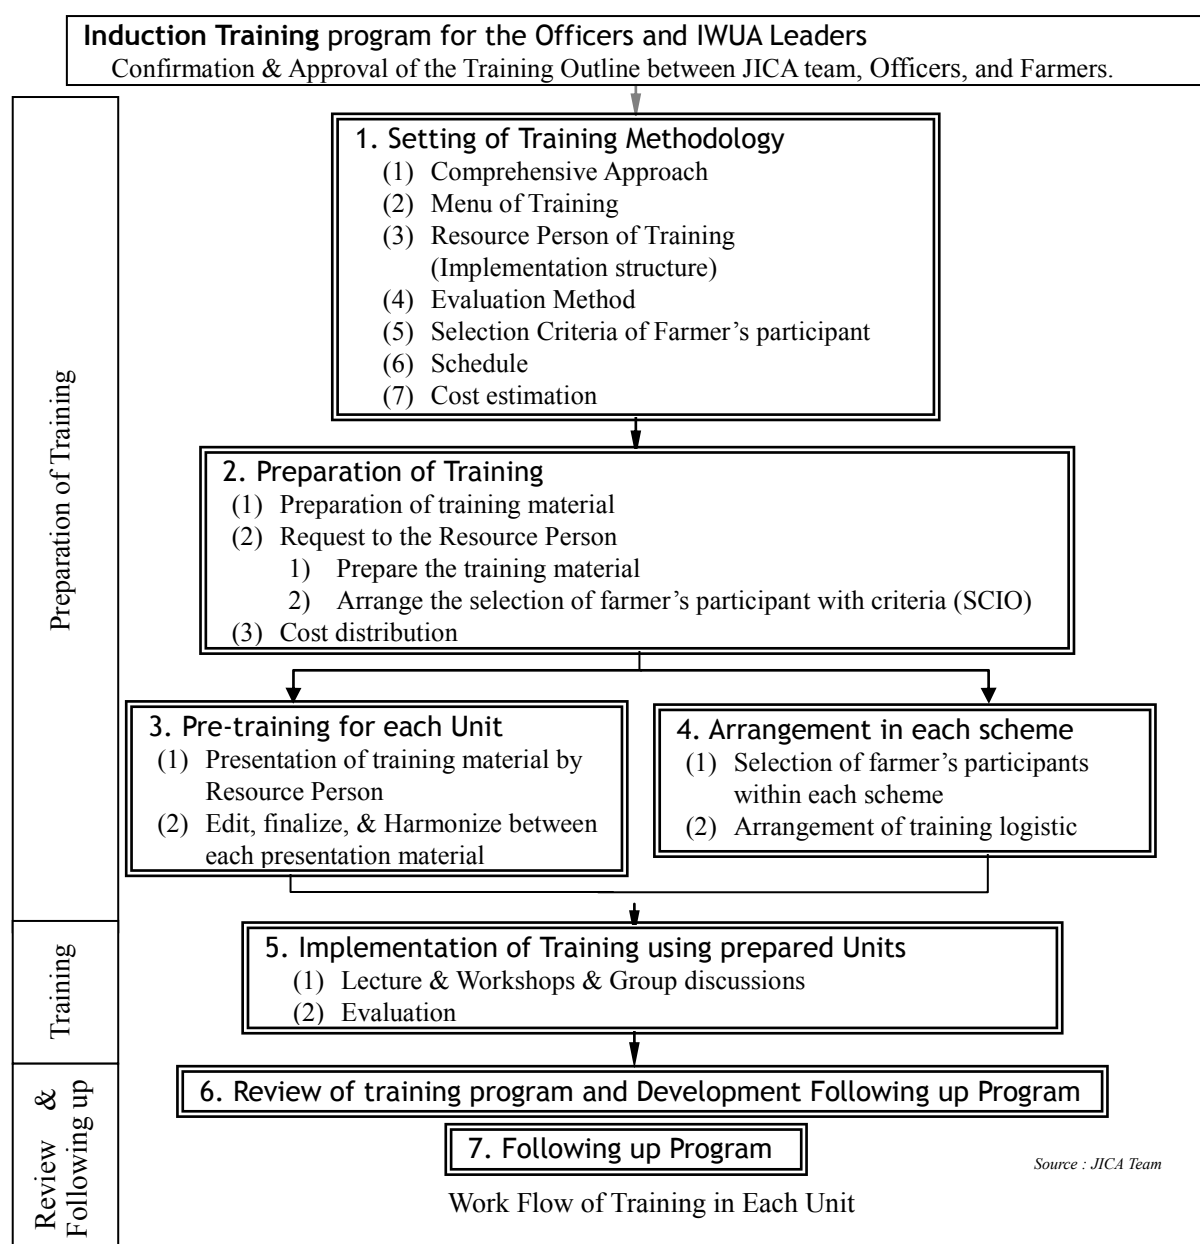 Induction Training program for the Officers and IWUA Leaders
Confirmation & Approval of the Training Outline between JICA team, Officers, and Farmers.
Preparation of Training
1. Setting of Training Methodology
(1) Comprehensive Approach
(2) Menu of Training
(3) Resource Person of Training
(Implementation structure)
(4) Evaluation Method
(5) Selection Criteria of Farmer’s participant
(6) Schedule
(7) Cost estimation
2. Preparation of Training
(1) Preparation of training material
(2) Request to the Resource Person
1) Prepare the training material
2) Arrange the selection of farmer’s participant with criteria (SCIO)
(3) Cost distribution
3. Pre-training for each Unit
(1) Presentation of training material by
Resource Person
(2) Edit, finalize, & Harmonize between
each presentation material
4. Arrangement in each scheme
(1) Selection of farmer’s participants
within each scheme
(2) Arrangement of training logistic
Training
5. Implementation of Training using prepared Units
(1) Lecture & Workshops & Group discussions
(2) Evaluation
Review &
Following up
6. Review of training program and Development Following up Program
7. Following up Program
Source : JICA Team
Work Flow of Training in Each Unit